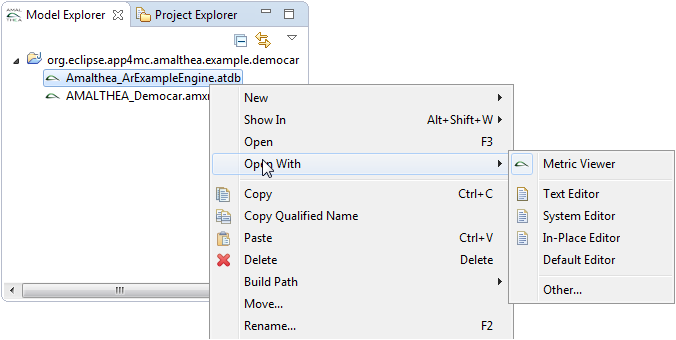 AMAL
THEA
Model Explorer
Project Explorer
org.eclipse.app4mc.amalthea.example.democar
Amalthea_ArExampleEngine.atdb
AMALTHEA_Democar.amx
New
Show In Alt+Shift+W
Open F3
Open With
Copy Ctrl+C
Copy Qualified Name
Paste Ctrl+V
Delete Delete
Build Path
Move...
Rename... F2
Metric Viewer
Text Editor
System Editor
In-Place Editor
Default Editor
Other...